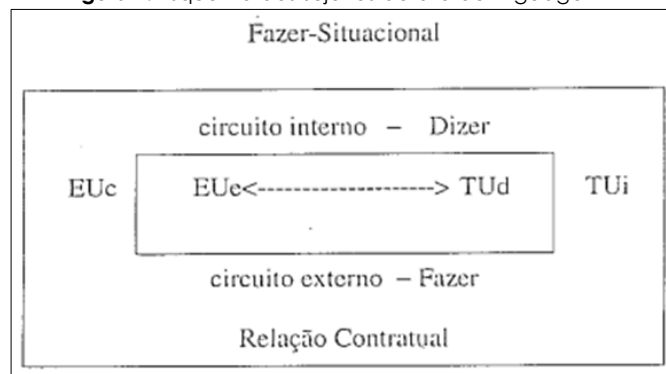 Fazer-Situacional
circuito interno – Dizer
EUc EUe<--------------------> TUd TUi
circuito externo – Fazer
Relação Contratual